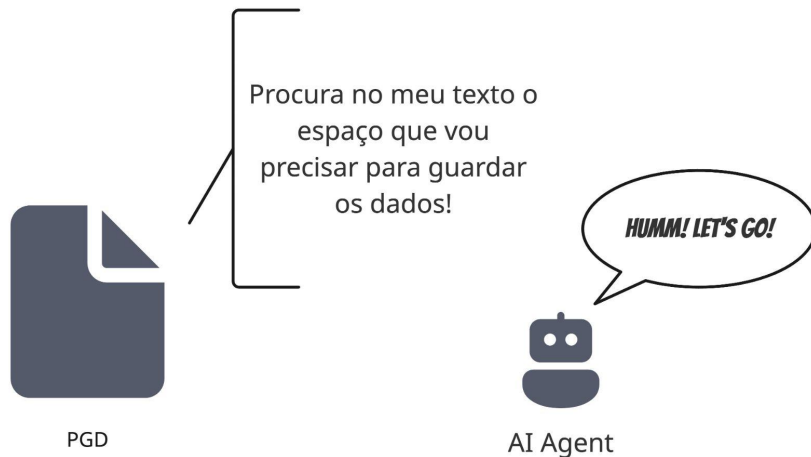 Procura no meu texto o
espaço que vou
precisar para guardar
os dados!
HUMM! LET'S GO!
PGD
AI Agent